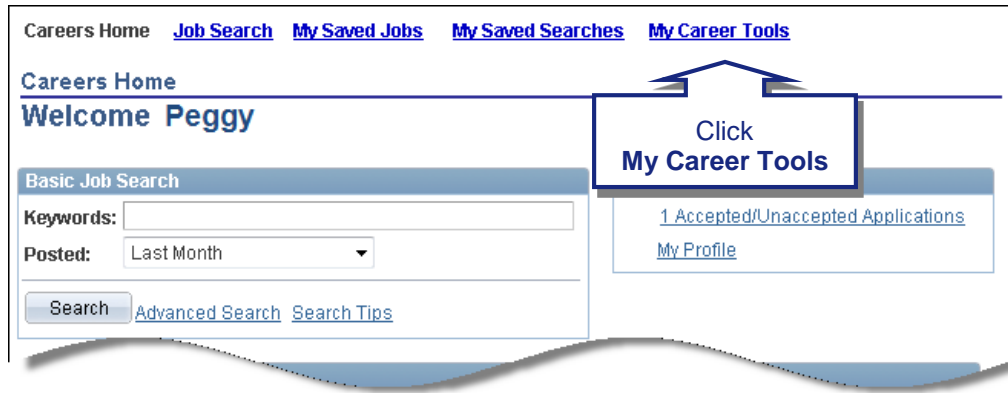 Careers Home Job Search My Saved Jobs My Saved Searches My Career Tools
Careers Home
Welcome Peggy
Click
My Career Tools
Basic Job Search
Keywords:
Posted: Last Month
Search Advanced Search Search Tips
1 Accepted/Unaccepted Applications
My Profile